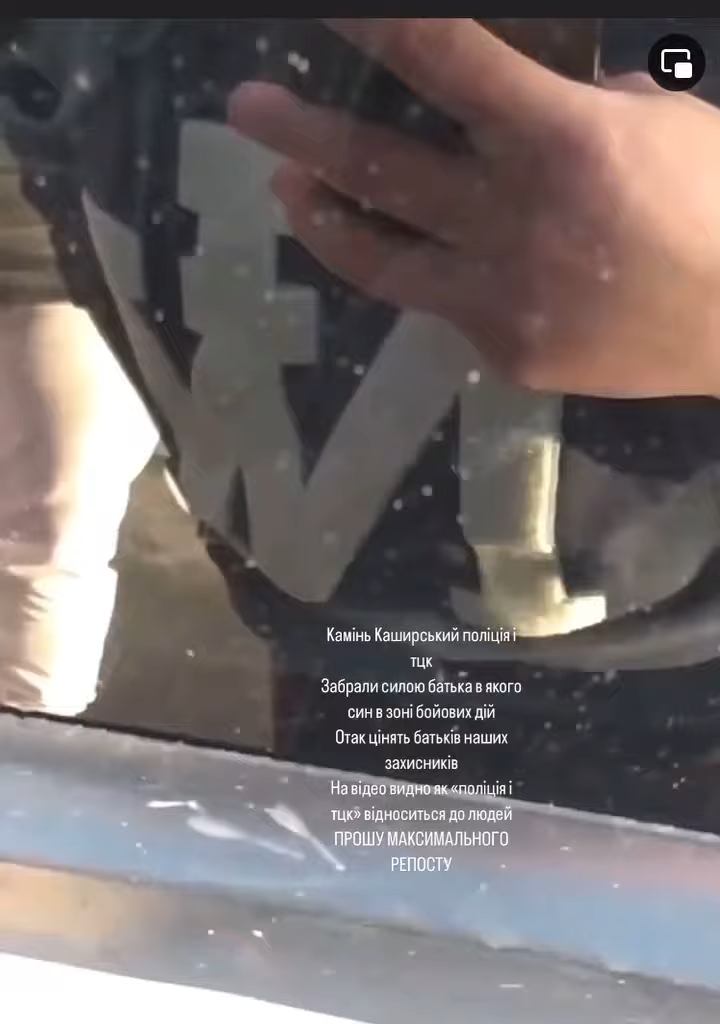 Камінь Каширський поліція і
тцк
Забрали силою батька в якого
син в зоні бойових дій
Отак цінять батьків наших
захисників
На відео видно як «поліція і
тцк» відноситься до людей
ПРОШУ МАКСИМАЛЬНОГО
РЕПОСТУ